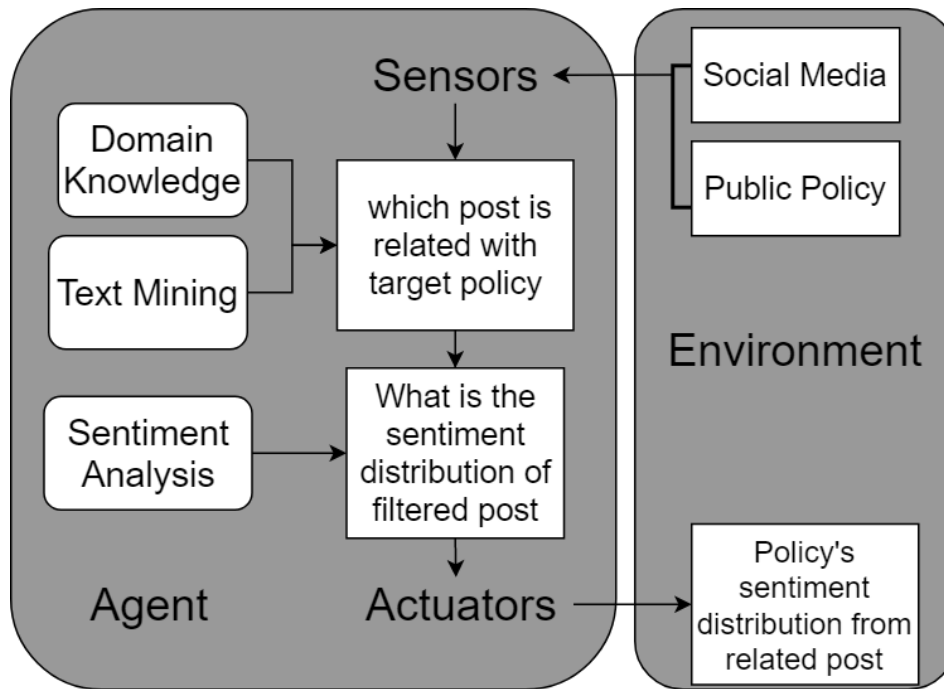 Sensors
Domain
Knowledge
Text Mining
which post is
related with
target policy
Sentiment
Analysis
What is the
sentiment
distribution of
filtered post
Agent
Actuators
Social Media
Public Policy
Environment
Policy's
sentiment
distribution from
related post